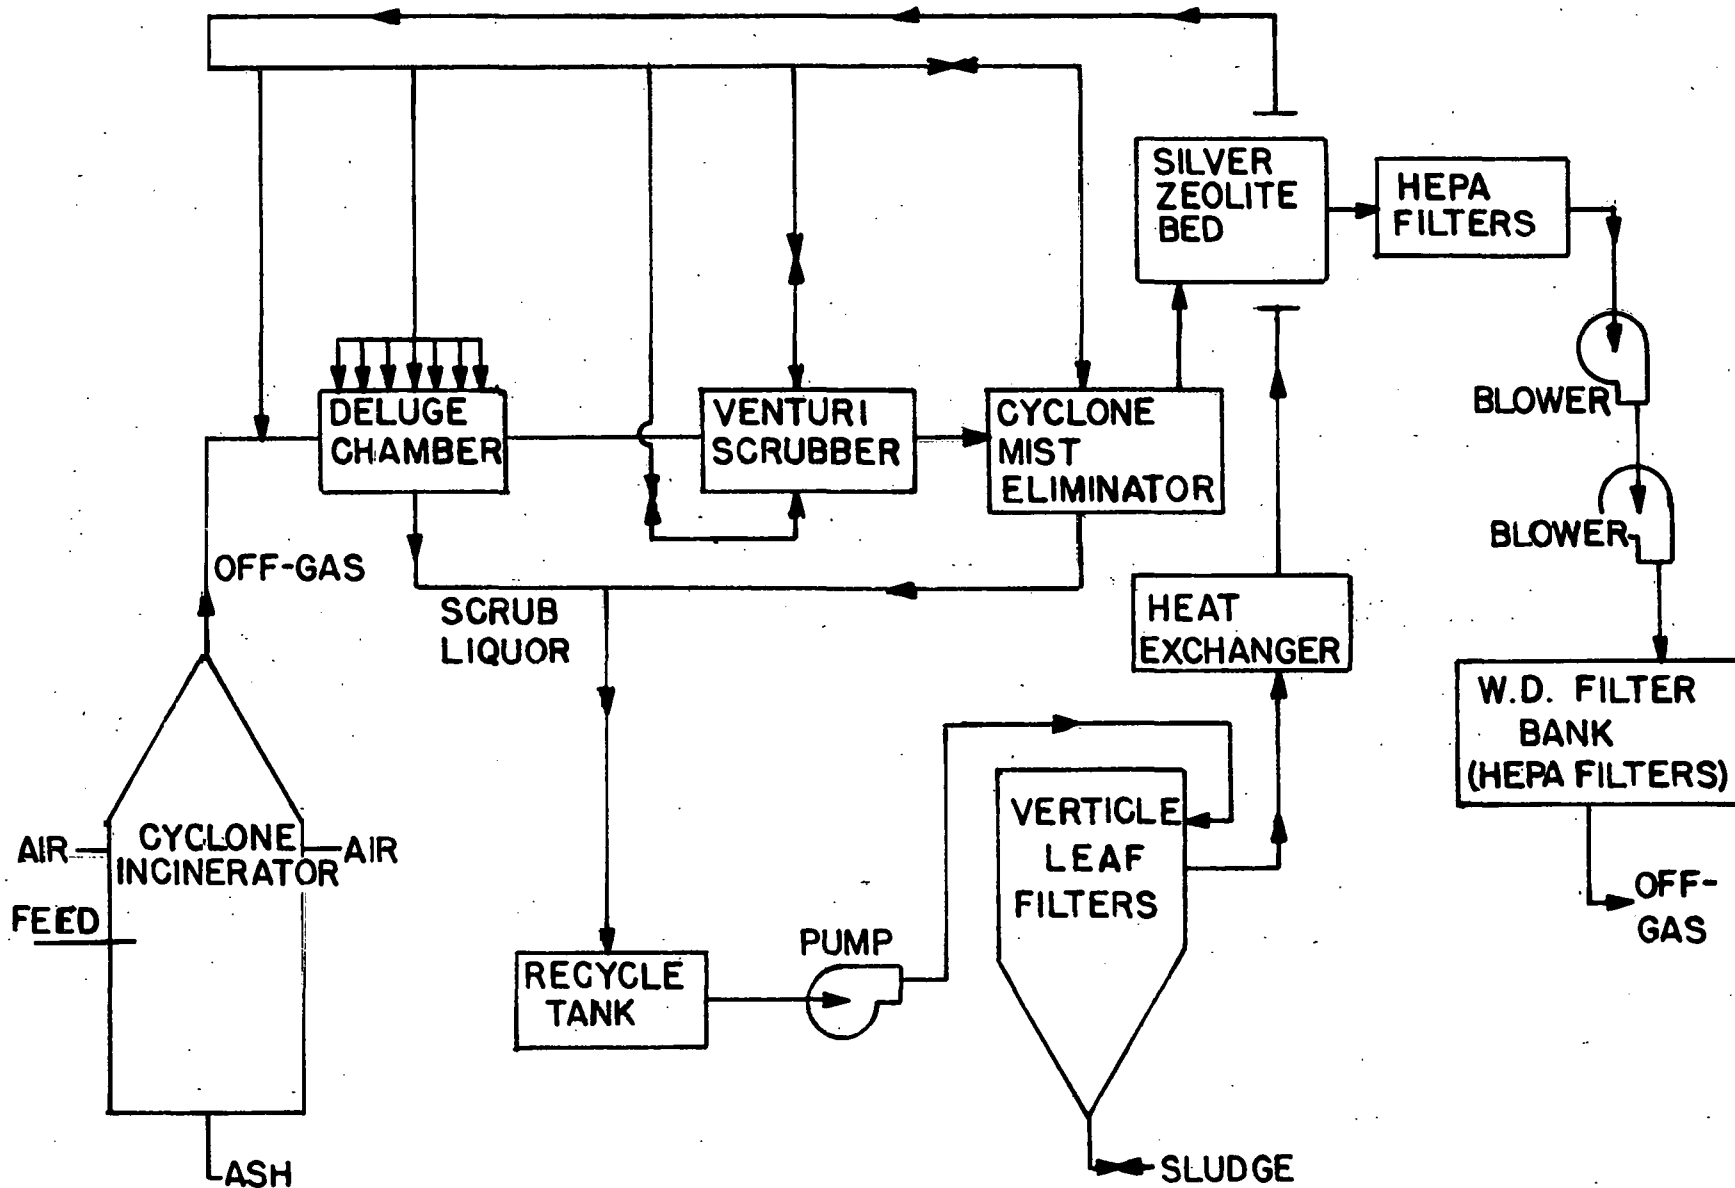 SILVER
ZEOLITE
BED
HEPA
FILTERS
BLOWER
BLOWER
DELUGE
CHAMBER
VENTURI
SCRUBBER
CYCLONE
MIST
ELIMINATOR
OFF-GAS
SCRUB
LIQUOR
HEAT
EXCHANGER
W.D. FILTER
BANK
(HEPA FILTERS)
AIR
CYCLONE
INCINERATOR
AIR
FEED
VERTICLE
LEAF
FILTERS
OFF-
GAS
PUMP
RECYCLE
TANK
ASH
SLUDGE